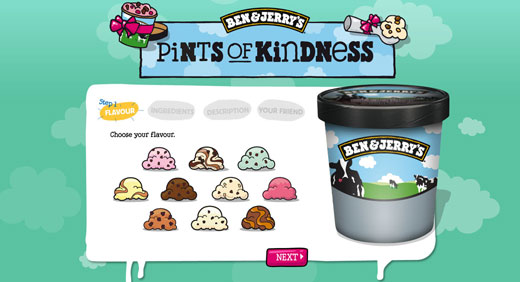 BEN & JERRY'S
PiNTS OF KiNDNESS
Step 1
FLAVOUR
INGREDIENTS
DESCRIPTION
YOUR FRIEND
Choose your flavour.
BEN & JERRY'S
NEXT